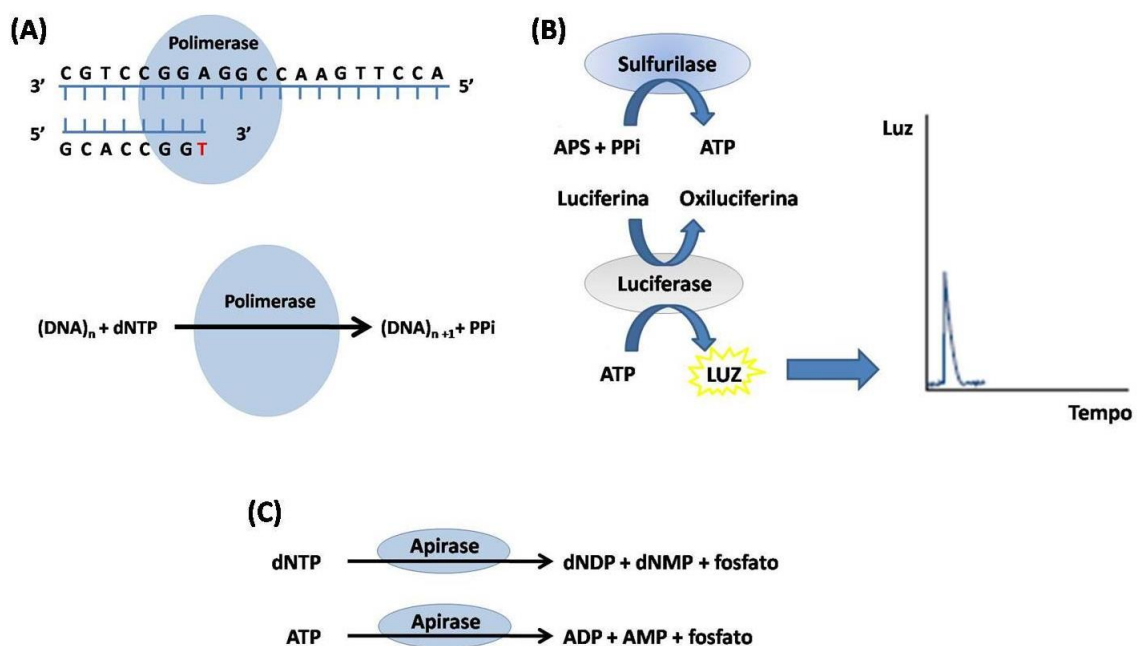 (A)
Polimerase
C G T C C G G A G G C C A A G T T C C A
3’ 5’
5’ 3’
G C A C C G G T
Polimerase
(DNA)n + dNTP (DNA)n +1 + PPi
(B)
Sulfurilase
APS + PPi ATP
Luciferina Oxiluciferina
Luciferase
ATP LUZ
Luz
Tempo
(C)
Apirase
dNTP dNDP + dNMP + fosfato
Apirase
ATP ADP + AMP + fosfato